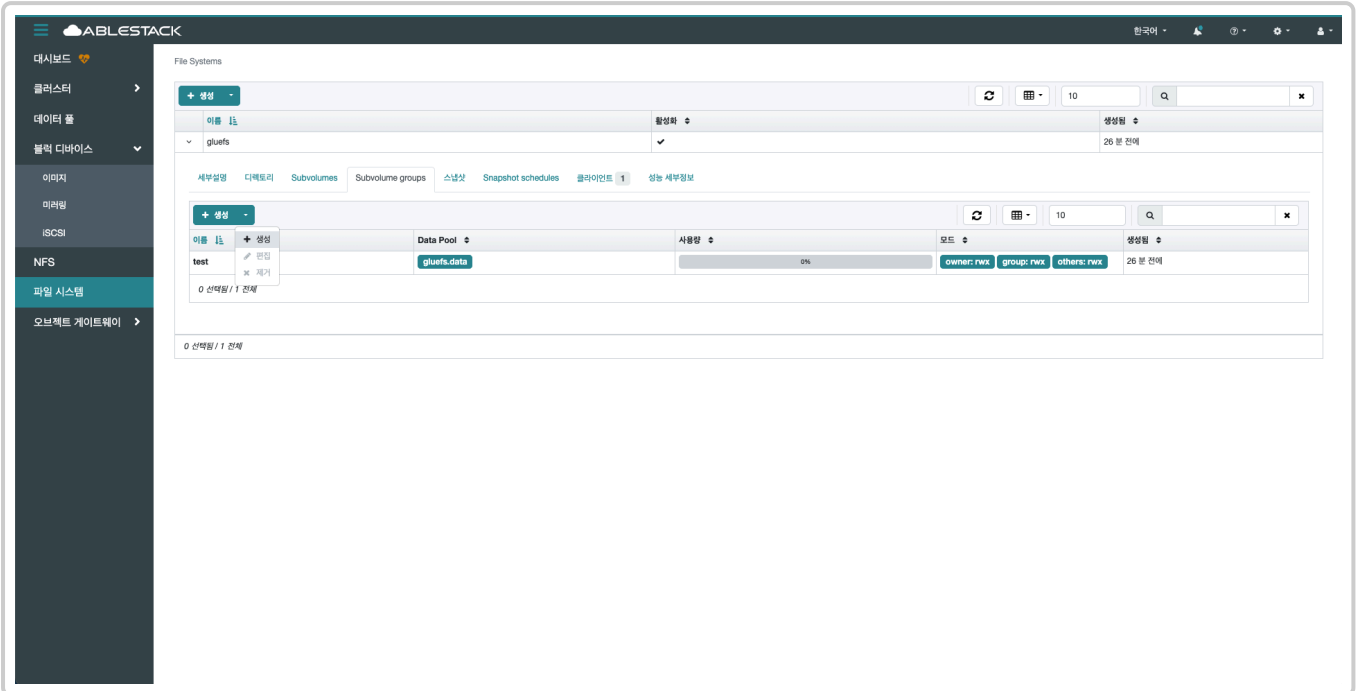 ABLESTACK 한국어
대시보드
클러스터
데이터 풀
블럭 디바이스
이미지
미러링
iSCSI
NFS
파일 시스템
오브젝트 게이트웨이
File Systems
+ 생성 10
이름 활성화 생성됨
gluefs 26 분 전에
세부설명 디렉토리 Subvolumes Subvolume groups 스냅샷 Snapshot schedules 클라이언트 1 성능 세부정보
+ 생성 10
이름 Data Pool 사용량 모드 생성됨
+ 생성
편집
제거
test gluefs.data 0% owner: rwx group: rwx others: rwx 26 분 전에
0 선택됨 / 1 전체
0 선택됨 / 1 전체